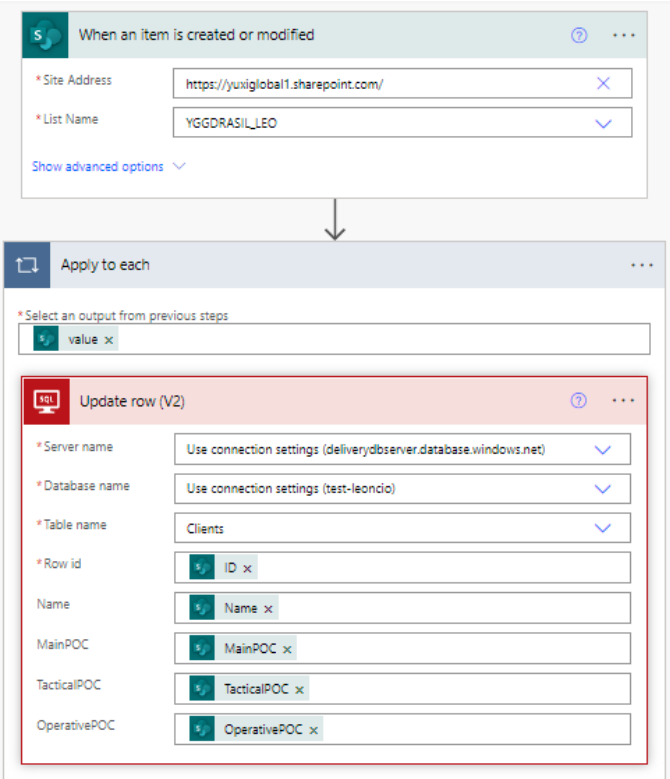 S When an item is created or modified ? ...
* Site Address https://yuxiglobal1.sharepoint.com/
* List Name YGGDRASIL_LEO
Show advanced options
Apply to each ...
* Select an output from previous steps
S value ×
SQL Update row (V2) ? ...
* Server name Use connection settings (deliverydbserver.database.windows.net)
* Database name Use connection settings (test-leoncio)
* Table name Clients
* Row id S ID ×
Name S Name ×
MainPOC S MainPOC ×
TacticalPOC S TacticalPOC ×
OperativePOC S OperativePOC ×